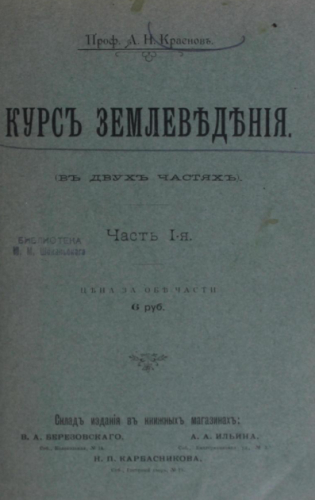 Проф. А. Н. Красновъ.
КУРСЪ ЗЕМЛЕВѢДѢНІЯ.
(ВЪ ДВУХЪ ЧАСТЯХЪ).
Часть I-я.
БИБЛИОТЕКА
ЦѢНА ЗА ОБѢ ЧАСТИ
6 руб.
Складъ изданія въ книжныхъ магазинахъ:
В. А. БЕРЕЗОВСКАГО, А. А. ИЛЬИНА,
Н. П. КАРБАСНИКОВА,